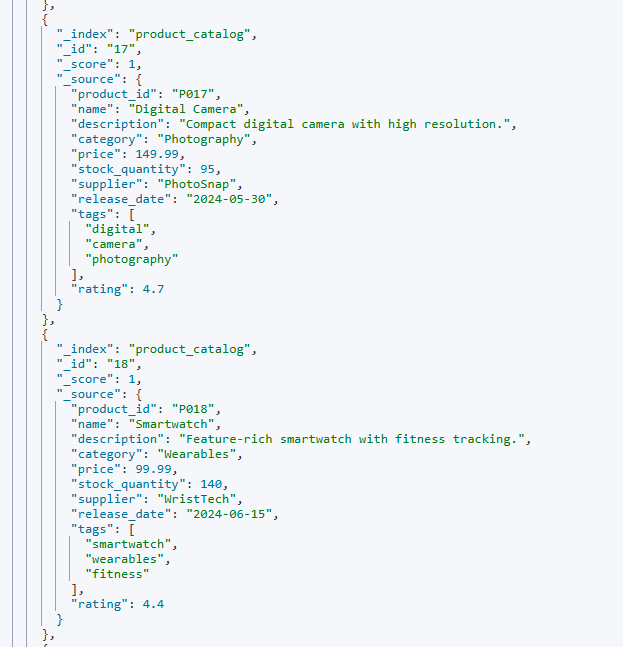 },
{
"_index": "product_catalog",
"_id": "17",
"_score": 1,
"_source": {
"product_id": "P017",
"name": "Digital Camera",
"description": "Compact digital camera with high resolution.",
"category": "Photography",
"price": 149.99,
"stock_quantity": 95,
"supplier": "PhotoSnap",
"release_date": "2024-05-30",
"tags": [
"digital",
"camera",
"photography"
],
"rating": 4.7
}
},
{
"_index": "product_catalog",
"_id": "18",
"_score": 1,
"_source": {
"product_id": "P018",
"name": "Smartwatch",
"description": "Feature-rich smartwatch with fitness tracking.",
"category": "Wearables",
"price": 99.99,
"stock_quantity": 140,
"supplier": "WristTech",
"release_date": "2024-06-15",
"tags": [
"smartwatch",
"wearables",
"fitness"
],
"rating": 4.4
}
},
{